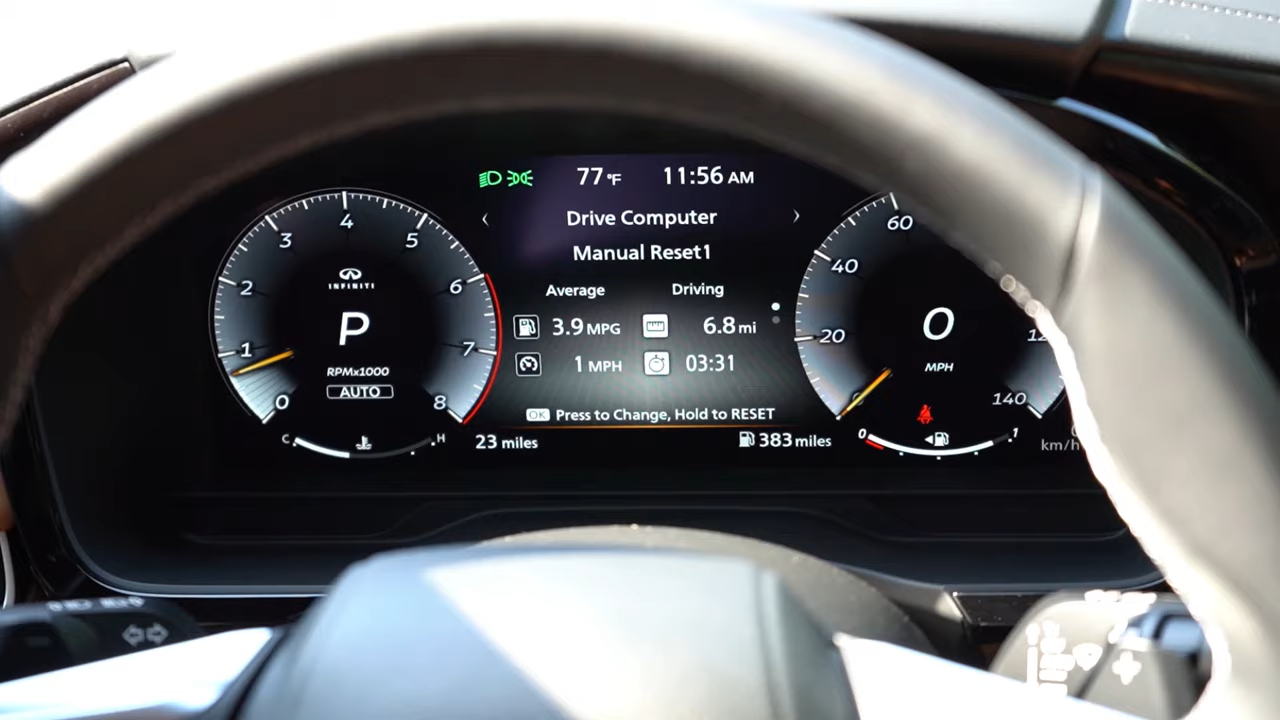 77°F 11:56 AM
Drive Computer
Manual Reset1
Average Driving
3.9 MPG 6.8 mi
1 MPH 03:31
OK Press to Change, Hold to RESET
23 miles 383 miles
0 1 2 3 4 5 6 7 8
INFINITI
P
RPMx1000
AUTO
C H
0 20 40 60 140
0
MPH
0 1
km/h